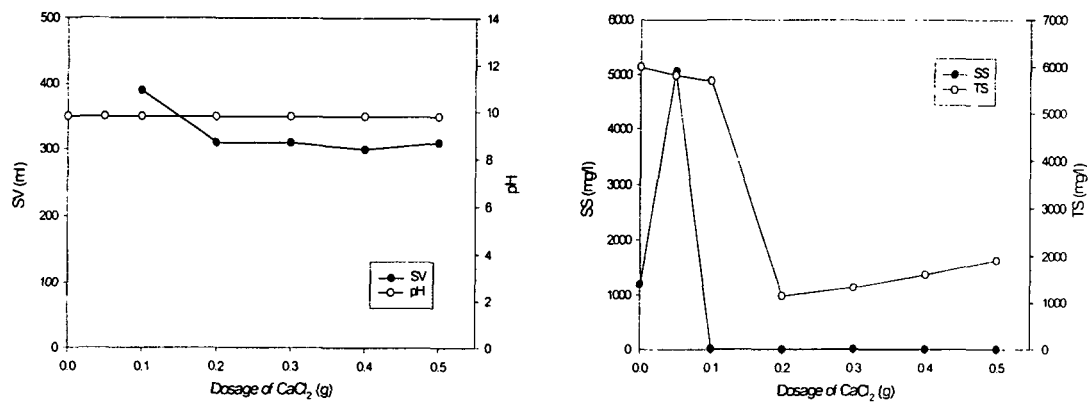 500
400
300
200
100
0
SV (ml)
14
12
10
8
6
4
2
0
pH
SV
pH
0.0 0.1 0.2 0.3 0.4 0.5
Dosage of CaCl₂ (g)
6000
5000
4000
3000
2000
1000
0
SS (mg/l)
7000
6000
5000
4000
3000
2000
1000
0
TS (mg/l)
SS
TS
0.0 0.1 0.2 0.3 0.4 0.5
Dosage of CaCl₂ (g)